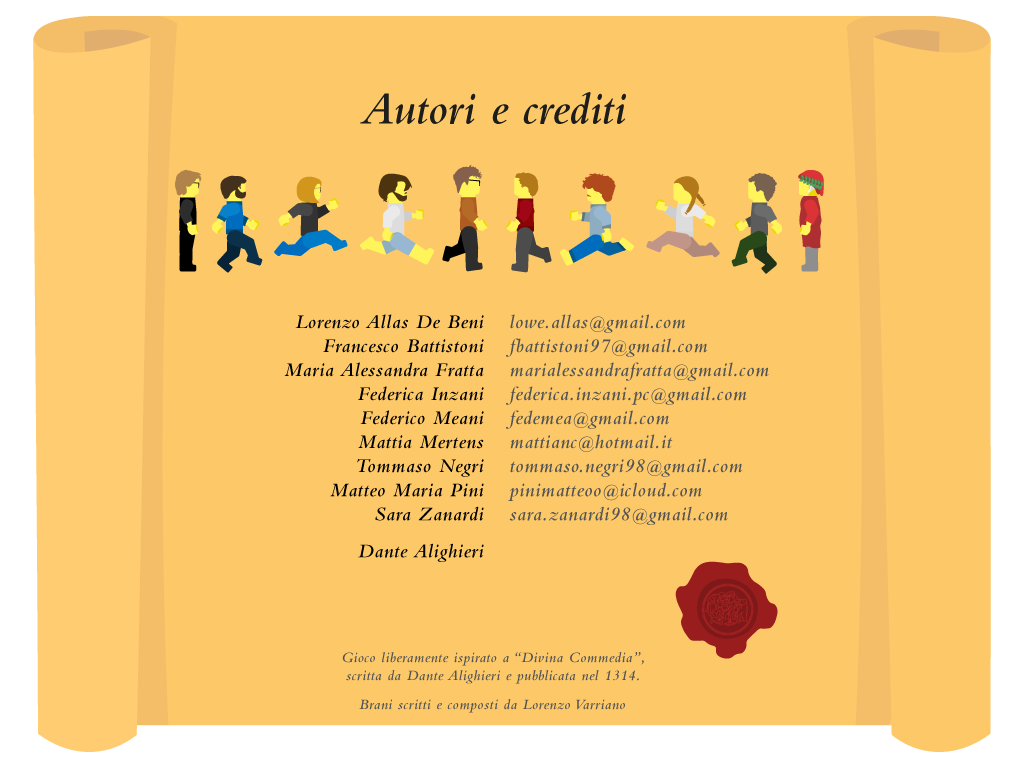 Autori e crediti
Lorenzo Allas De Beni lowe.allas@gmail.com
Francesco Battistoni fbattistoni97@gmail.com
Maria Alessandra Fratta marialessandrafratta@gmail.com
Federica Inzani federica.inzani.pc@gmail.com
Federico Meani fedemea@gmail.com
Mattia Mertens mattianc@hotmail.it
Tommaso Negri tommaso.negri98@gmail.com
Matteo Maria Pini pinimatteoo@icloud.com
Sara Zanardi sara.zanardi98@gmail.com
Dante Alighieri
Gioco liberamente ispirato a “Divina Commedia”,
scritta da Dante Alighieri e pubblicata nel 1314.
Brani scritti e composti da Lorenzo Varriano